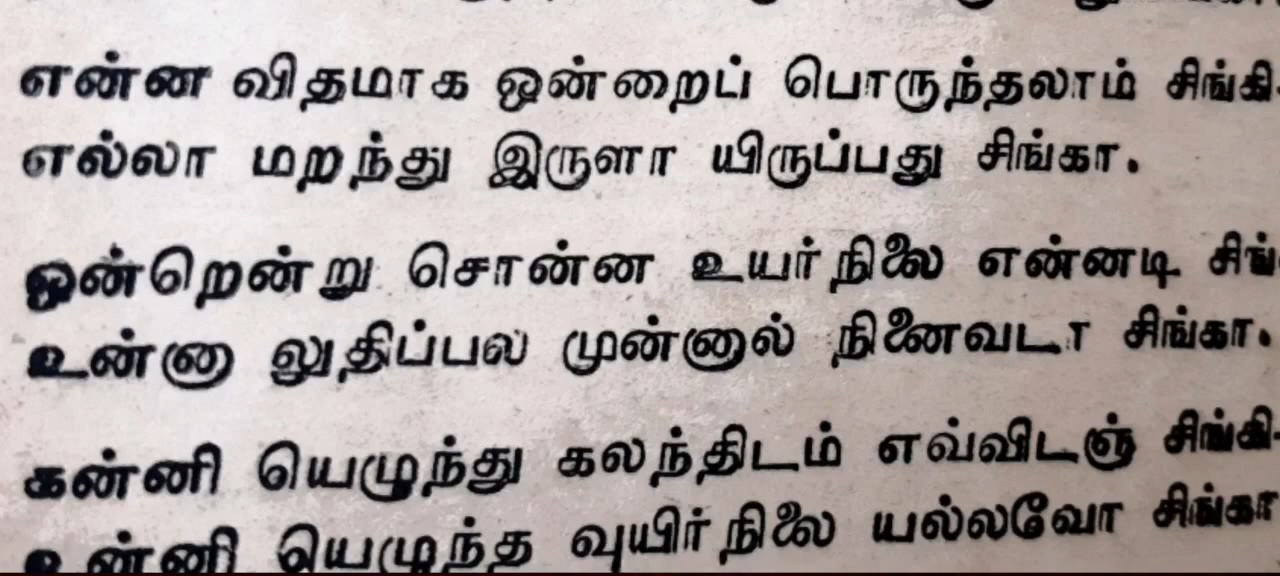 என்ன விதமாக ஒன்றைப் பொருந்தலாம் சிங்கி
எல்லா மறந்து இருளா யிருப்பது சிங்கா.
ஒன்றென்று சொன்ன உயர்நிலை என்னடி சிங்
உன்னா லுதிப்பல முன்னால் நினைவடா சிங்கா.
கன்னி யெழுந்து கலந்திடம் எவ்விடஞ் சிங்கி
உன்னி யெழுந்த வுயிர்நிலை யல்லவோ சிங்கா